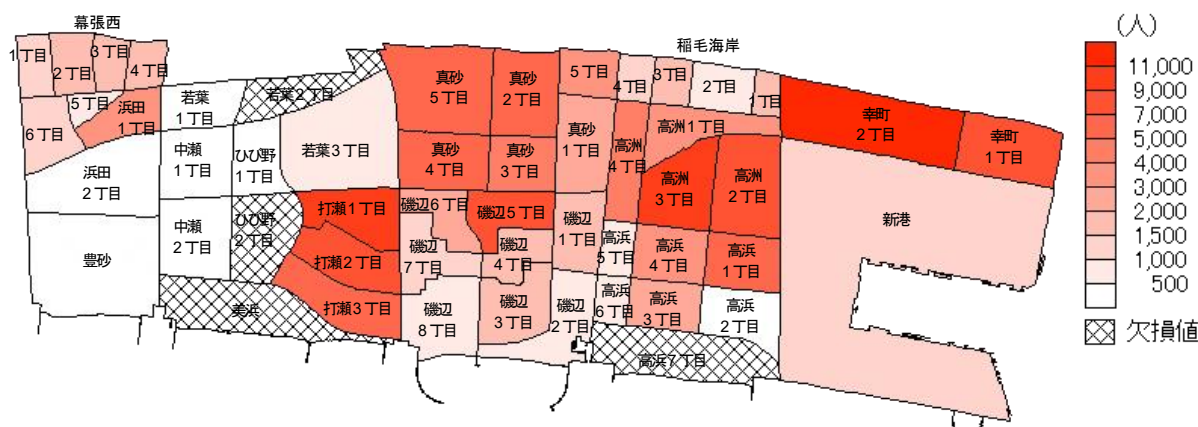 幕張西
1丁目
2丁目
3丁目
4丁目
5丁目
6丁目
浜田
1丁目
浜田
2丁目
豊砂
若葉
1丁目
若葉2丁目
若葉3丁目
中瀬
1丁目
中瀬
2丁目
ひび野
1丁目
ひび野
2丁目
美浜
打瀬1丁目
打瀬2丁目
打瀬3丁目
真砂
5丁目
真砂
2丁目
真砂
4丁目
真砂
3丁目
真砂
1丁目
磯辺6丁目
磯辺5丁目
磯辺
7丁目
磯辺
4丁目
磯辺
1丁目
磯辺
8丁目
磯辺
3丁目
磯辺
2丁目
稲毛海岸
5丁目
4丁目
3丁目
2丁目
1丁目
高洲1丁目
高洲
4丁目
高洲
3丁目
高洲
2丁目
高浜
5丁目
高浜
4丁目
高浜
1丁目
高浜
6丁目
高浜
3丁目
高浜
2丁目
高浜7丁目
幸町
2丁目
幸町
1丁目
新港
(人)
11,000
9,000
7,000
5,000
4,000
3,000
2,000
1,500
1,000
500
欠損値